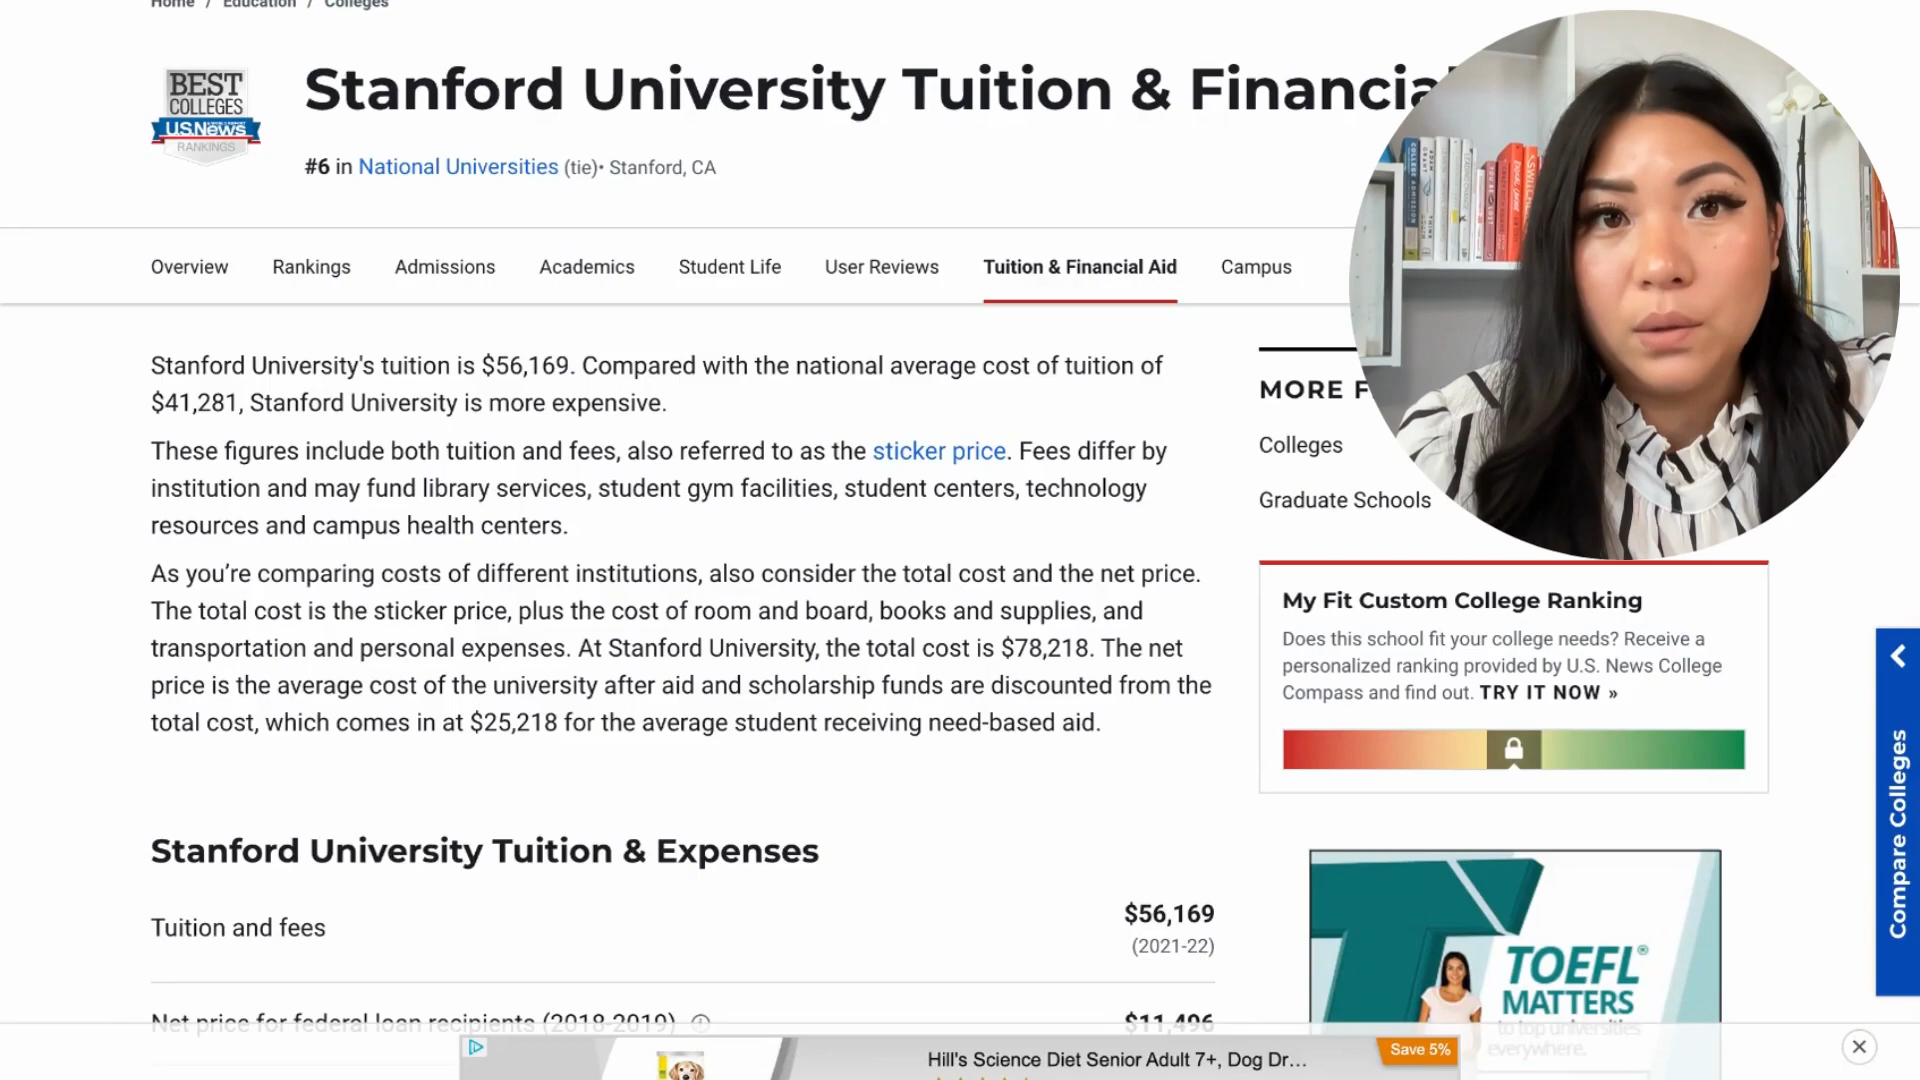 Home / Education / Colleges
BEST
COLLEGES
U.S.News
RANKINGS
Stanford University Tuition & Financia
#6 in National Universities (tie)• Stanford, CA
Overview Rankings Admissions Academics Student Life User Reviews Tuition & Financial Aid Campus
Stanford University's tuition is $56,169. Compared with the national average cost of tuition of
$41,281, Stanford University is more expensive.
These figures include both tuition and fees, also referred to as the sticker price. Fees differ by
institution and may fund library services, student gym facilities, student centers, technology
resources and campus health centers.
As you’re comparing costs of different institutions, also consider the total cost and the net price.
The total cost is the sticker price, plus the cost of room and board, books and supplies, and
transportation and personal expenses. At Stanford University, the total cost is $78,218. The net
price is the average cost of the university after aid and scholarship funds are discounted from the
total cost, which comes in at $25,218 for the average student receiving need-based aid.
Stanford University Tuition & Expenses
Tuition and fees
$56,169
(2021-22)
Net price for federal loan recipients (2018-2019)
$11,496
MORE F
Colleges
Graduate Schools
My Fit Custom College Ranking
Does this school fit your college needs? Receive a
personalized ranking provided by U.S. News College
Compass and find out. TRY IT NOW »
Compare Colleges
TOEFL®
MATTERS
to top universities
everywhere.
Hill's Science Diet Senior Adult 7+, Dog Dr...
Save 5%